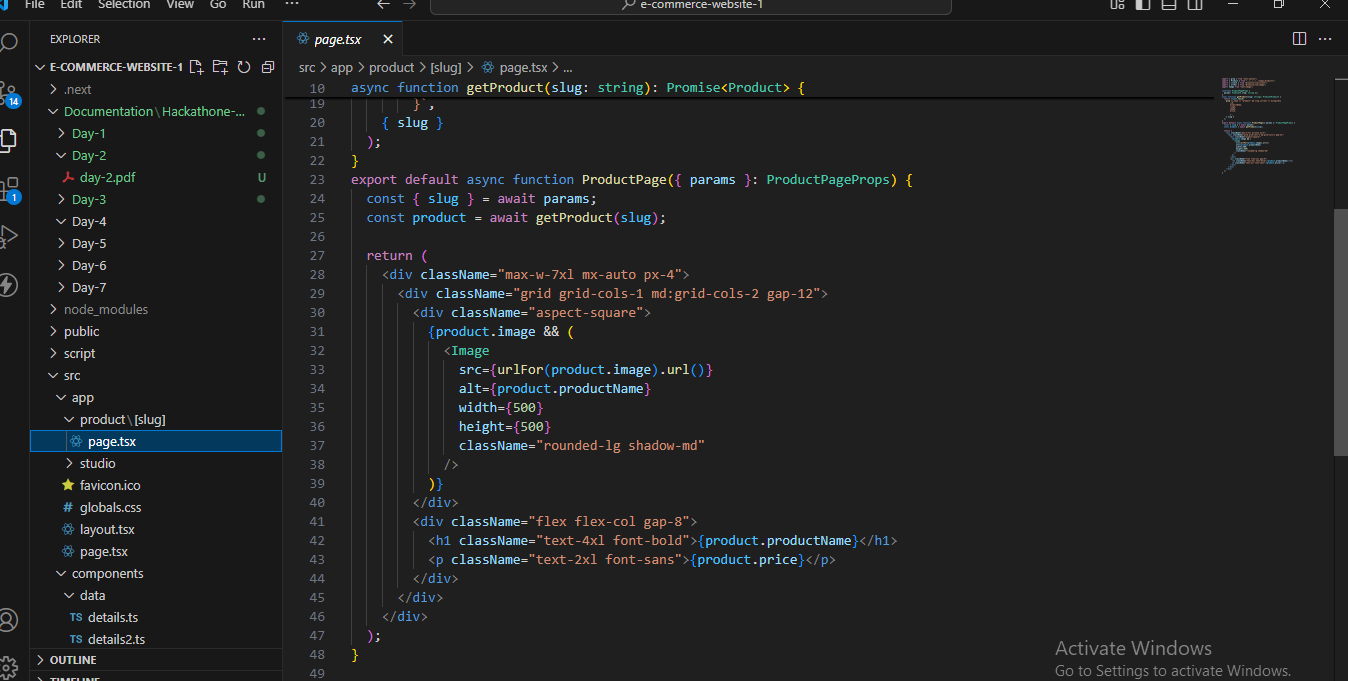 File Edit Selection View Go Run ··· e-commerce-website-1
EXPLORER ···
page.tsx
E-COMMERCE-WEBSITE-1
.next
Documentation\Hackathone-...
Day-1
Day-2
day-2.pdf U
Day-3
Day-4
Day-5
Day-6
Day-7
node_modules
public
script
src
app
product\[slug]
page.tsx
studio
favicon.ico
globals.css
layout.tsx
page.tsx
components
data
TS details.ts
TS details2.ts
OUTLINE
TIMELINE
14
1
src > app > product > [slug] > page.tsx > ...
10 async function getProduct(slug: string): Promise<Product> {
19 }`,
20 { slug }
21 );
22 }
23 export default async function ProductPage({ params }: ProductPageProps) {
24 const { slug } = await params;
25 const product = await getProduct(slug);
26
27 return (
28 <div className="max-w-7xl mx-auto px-4">
29 <div className="grid grid-cols-1 md:grid-cols-2 gap-12">
30 <div className="aspect-square">
31 {product.image && (
32 <Image
33 src={urlFor(product.image).url()}
34 alt={product.productName}
35 width={500}
36 height={500}
37 className="rounded-lg shadow-md"
38 />
39 )}
40 </div>
41 <div className="flex flex-col gap-8">
42 <h1 className="text-4xl font-bold">{product.productName}</h1>
43 <p className="text-2xl font-sans">{product.price}</p>
44 </div>
45 </div>
46 </div>
47 );
48 }
49
Activate Windows
Go to Settings to activate Windows.